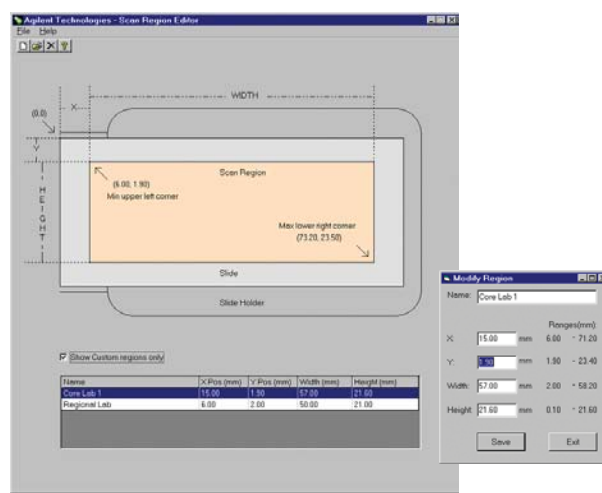 Agilent Technologies - Scan Region Editor
File Help
WIDTH
X
(0,0)
Y
HEIGHT
Scan Region
(6.00, 1.90)
Min upper left corner
Max lower right corner
(73.20, 23.50)
Slide
Slide Holder
Show Custom regions only
Name X Pos (mm) Y Pos (mm) Width (mm) Height (mm)
Core Lab 1 15.00 1.90 57.00 21.60
Regional Lab 6.00 2.00 50.00 21.00
Modify Region
Name: Core Lab 1
Ranges(mm)
X: 15.00 mm 6.00 - 71.20
Y: 1.90 mm 1.90 - 23.40
Width: 57.00 mm 2.00 - 58.20
Height: 21.60 mm 0.10 - 21.60
Save Exit